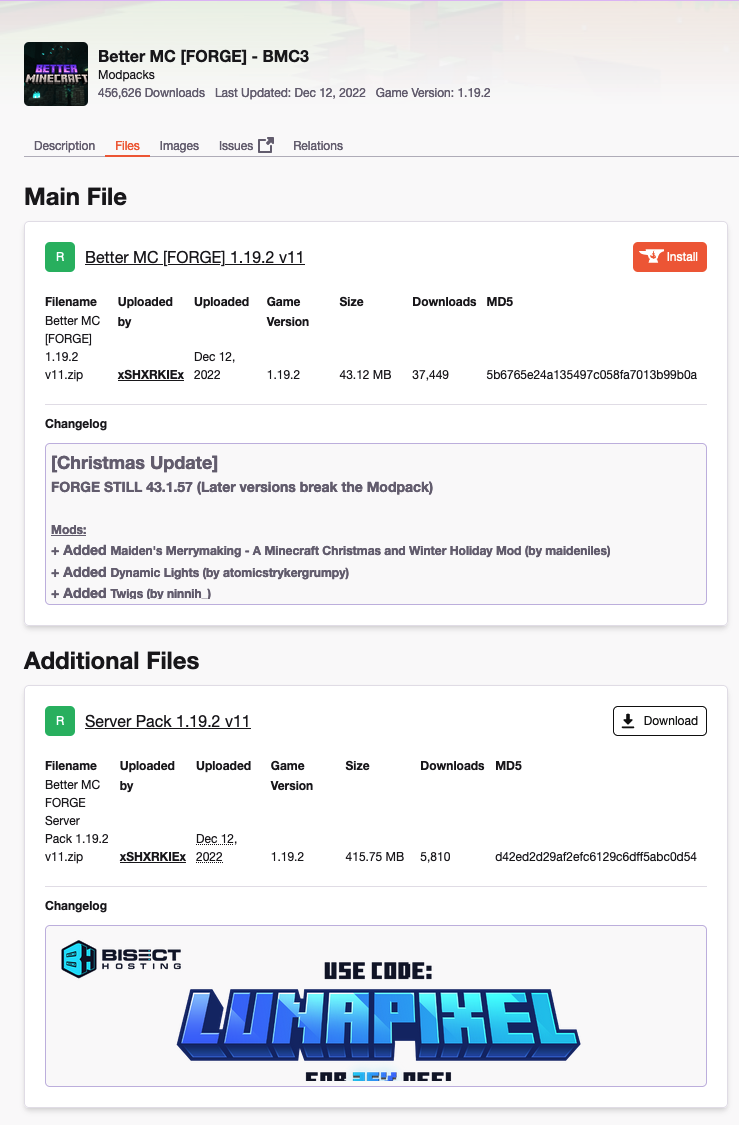 BETTER
MINECRAFT
Better MC [FORGE] - BMC3
Modpacks
456,626 Downloads Last Updated: Dec 12, 2022 Game Version: 1.19.2
Description Files Images Issues Relations
Main File
R Better MC [FORGE] 1.19.2 v11 Install
Filename Uploaded by Uploaded Game Version Size Downloads MD5
Better MC [FORGE] 1.19.2 v11.zip xSHXRKIEx Dec 12, 2022 1.19.2 43.12 MB 37,449 5b6765e24a135497c058fa7013b99b0a
Changelog
[Christmas Update]
FORGE STILL 43.1.57 (Later versions break the Modpack)
Mods:
+ Added Maiden's Merrymaking - A Minecraft Christmas and Winter Holiday Mod (by maideniles)
+ Added Dynamic Lights (by atomicstrykergrumpy)
+ Added Twigs (by ninnih_)
Additional Files
R Server Pack 1.19.2 v11 Download
Filename Uploaded by Uploaded Game Version Size Downloads MD5
Better MC FORGE Server Pack 1.19.2 v11.zip xSHXRKIEx Dec 12, 2022 1.19.2 415.75 MB 5,810 d42ed2d29af2efc6129c6dff5abc0d54
Changelog
BISECT
HOSTING
USE CODE:
LUNAPIXEL